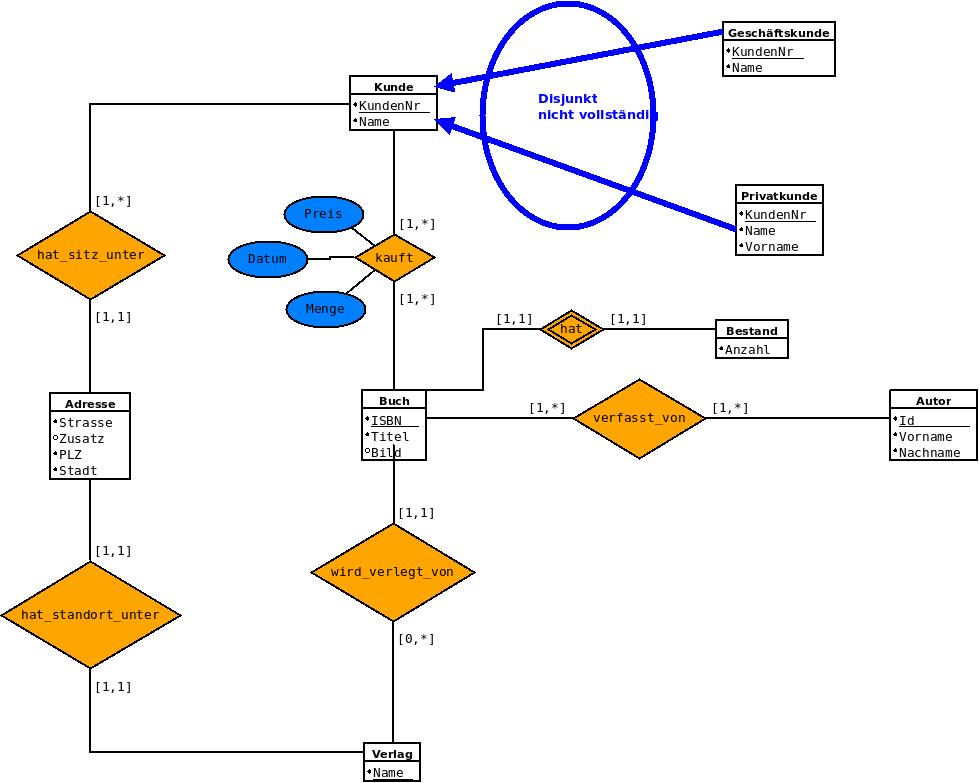 Geschäftskunde
KundenNr
Name
Kunde
KundenNr
Name
Disjunkt
nicht vollständig
Privatkunde
KundenNr
Name
Vorname
[1,*]
Preis
[1,*]
hat_sitz_unter
Datum
kauft
[1,*]
Menge
[1,1]
[1,1]
hat
[1,1]
Bestand
Anzahl
Adresse
Strasse
Zusatz
PLZ
Stadt
Buch
ISBN
Titel
Bild
[1,*]
verfasst_von
[1,*]
Autor
Id
Vorname
Nachname
[1,1]
[1,1]
wird_verlegt_von
hat_standort_unter
[0,*]
[1,1]
Verlag
Name